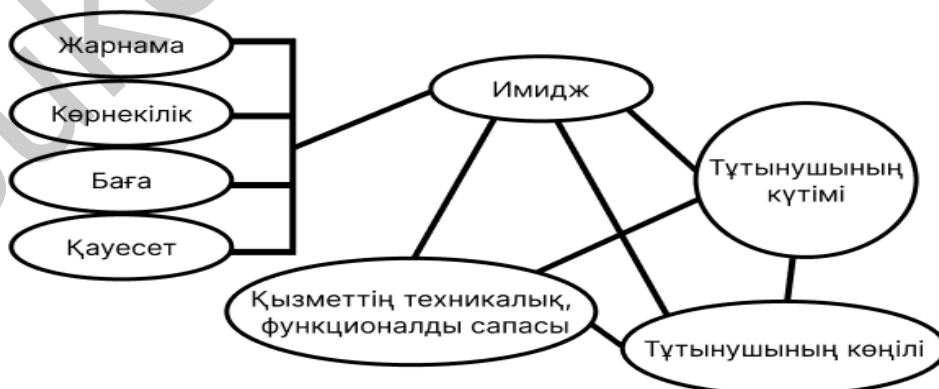 Жарнама
Көрнекілік
Баға
Қауесет
Имидж
Тұтынушының
күтімі
Қызметтің техникалық,
функционалды сапасы
Тұтынушының көңілі